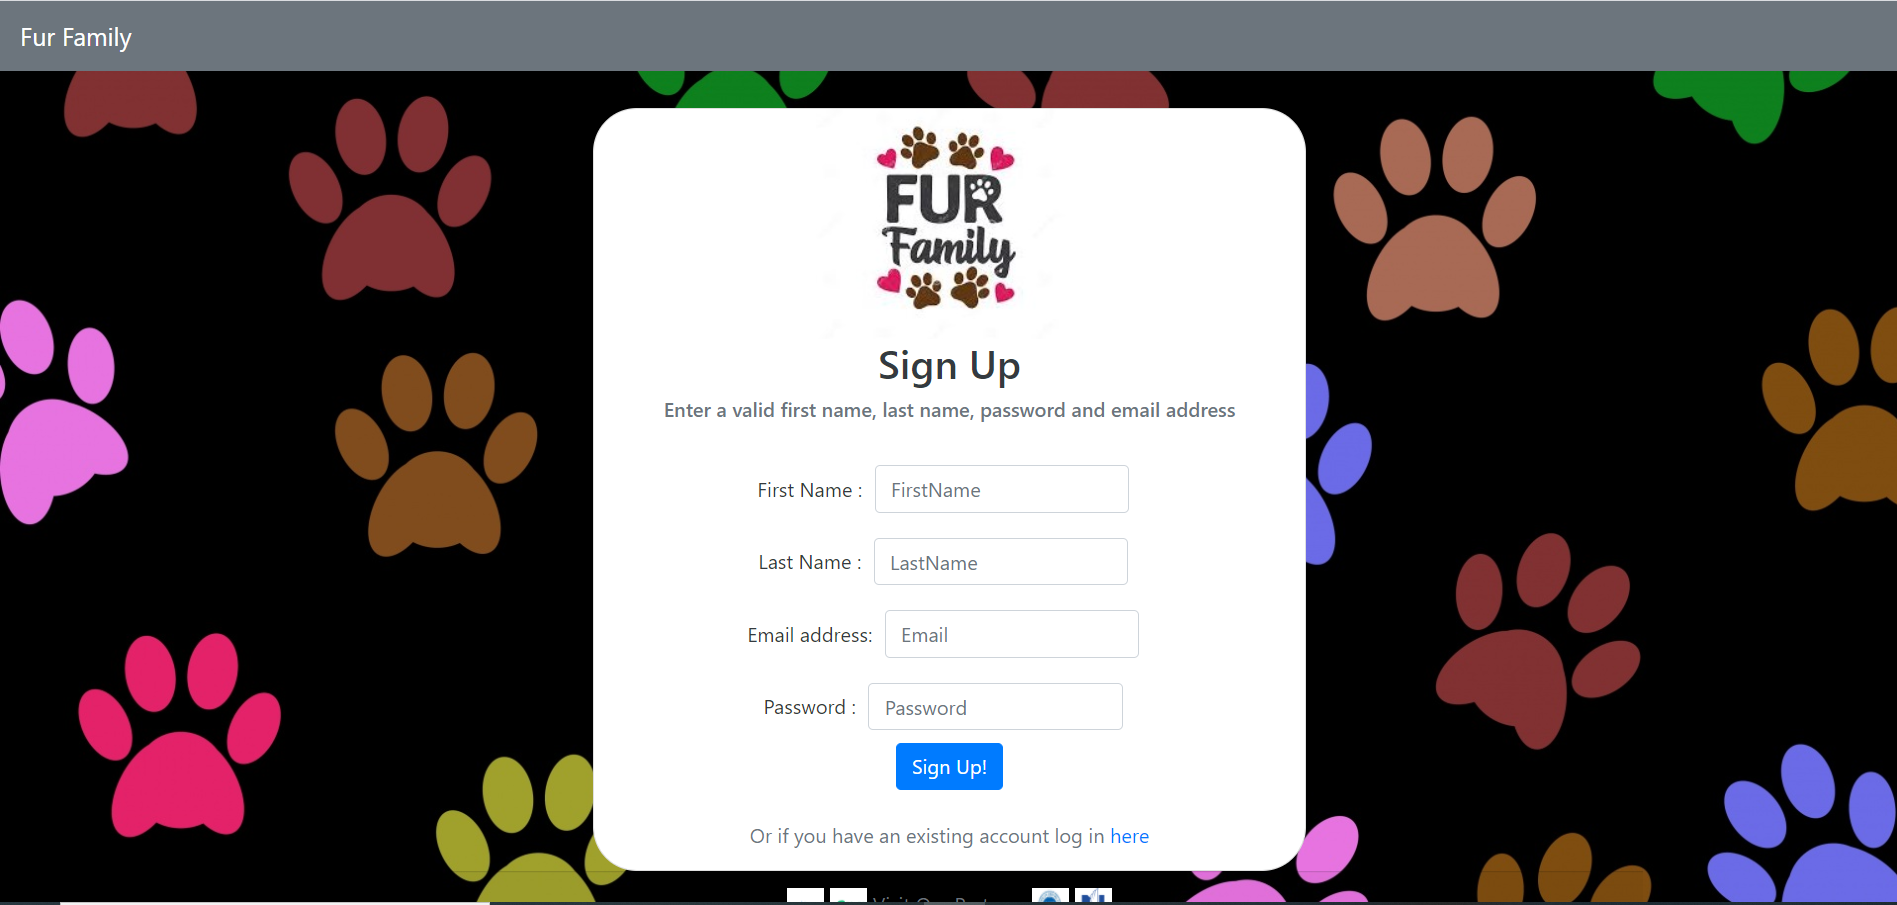 Fur Family
FUR
Family
Sign Up
Enter a valid first name, last name, password and email address
First Name :
FirstName
Last Name :
LastName
Email address:
Email
Password :
Password
Sign Up!
Or if you have an existing account log in here
Visit Our